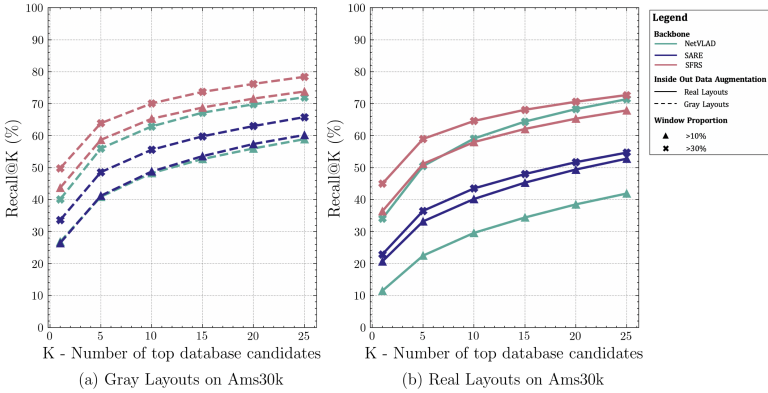 100
90
80
70
60
50
40
30
20
10
0
0 5 10 15 20 25
Recall@K (%)
K - Number of top database candidates
(a) Gray Layouts on Ams30k
100
90
80
70
60
50
40
30
20
10
0
0 5 10 15 20 25
Recall@K (%)
K - Number of top database candidates
(b) Real Layouts on Ams30k
Legend
Backbone
NetVLAD
SARE
SFRS
Inside Out Data Augmentation
Real Layouts
Gray Layouts
Window Proportion
>10%
>30%